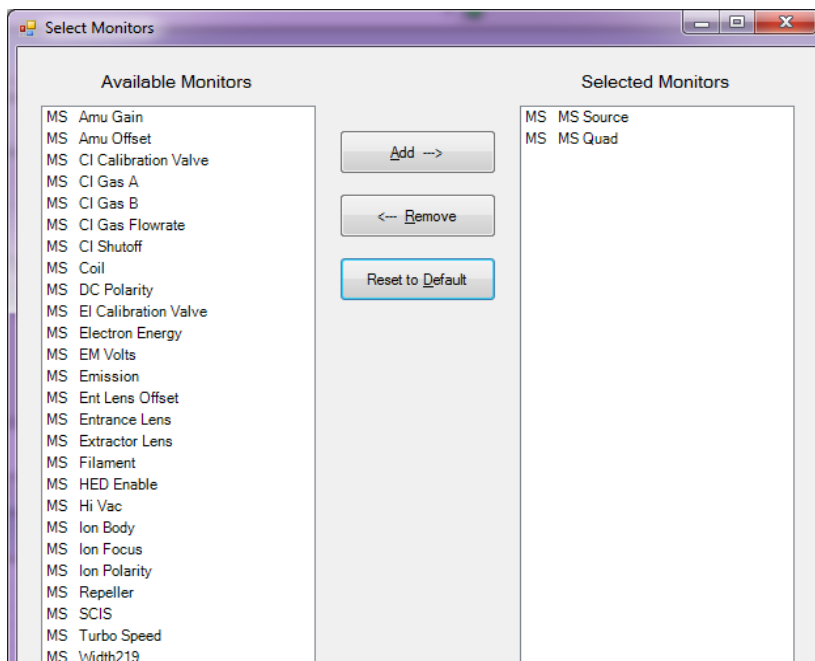 Select Monitors
Available Monitors
MS Amu Gain
MS Amu Offset
MS CI Calibration Valve
MS CI Gas A
MS CI Gas B
MS CI Gas Flowrate
MS CI Shutoff
MS Coil
MS DC Polarity
MS EI Calibration Valve
MS Electron Energy
MS EM Volts
MS Emission
MS Ent Lens Offset
MS Entrance Lens
MS Extractor Lens
MS Filament
MS HED Enable
MS Hi Vac
MS Ion Body
MS Ion Focus
MS Ion Polarity
MS Repeller
MS SCIS
MS Turbo Speed
MS Width219
Add --->
<--- Remove
Reset to Default
Selected Monitors
MS MS Source
MS MS Quad